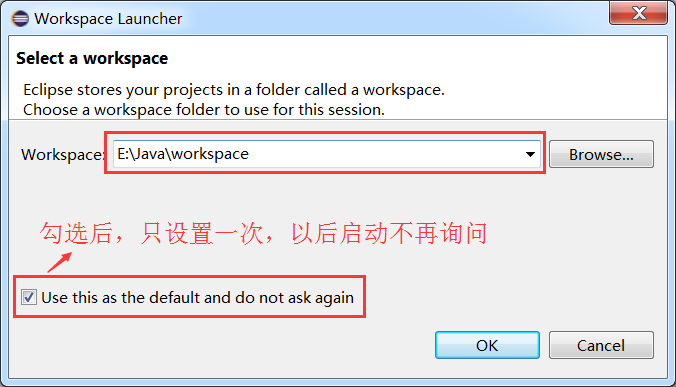 Workspace Launcher
Select a workspace
Eclipse stores your projects in a folder called a workspace.
Choose a workspace folder to use for this session.
Workspace: E:\Java\workspace Browse...
勾选后，只设置一次，以后启动不再询问
Use this as the default and do not ask again
OK Cancel